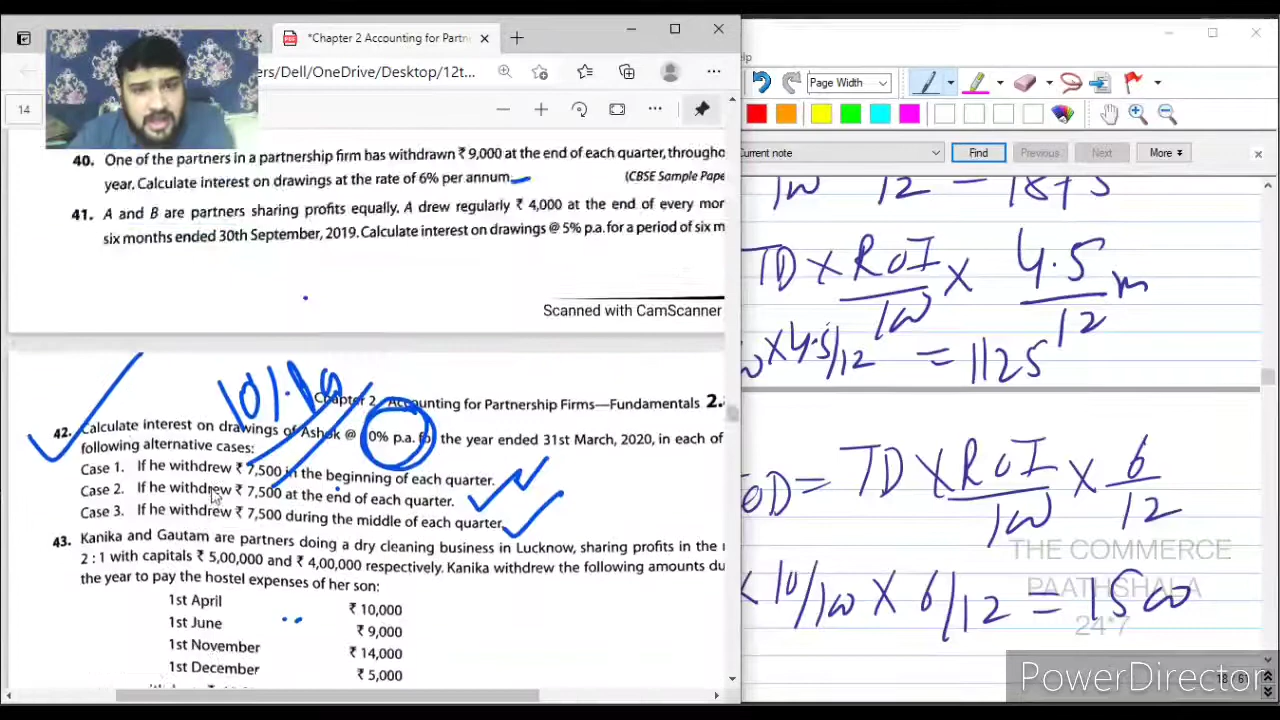 *Chapter 2 Accounting for Partn
ers/Dell/OneDrive/Desktop/12t...
14
40. One of the partners in a partnership firm has withdrawn ₹ 9,000 at the end of each quarter, througho
year. Calculate interest on drawings at the rate of 6% per annum.
(CBSE Sample Pape
41. A and B are partners sharing profits equally. A drew regularly ₹ 4,000 at the end of every mor
six months ended 30th September, 2019. Calculate interest on drawings @ 5% p.a. for a period of six m
Scanned with CamScanner
10%.Pa
Chapter 2 Accounting for Partnership Firms—Fundamentals 2.
42. Calculate interest on drawings of Ashok @ 10% p.a. for the year ended 31st March, 2020, in each of
following alternative cases:
Case 1. If he withdrew ₹ 7,500 in the beginning of each quarter.
Case 2. If he withdrew ₹ 7,500 at the end of each quarter.
Case 3. If he withdrew ₹ 7,500 during the middle of each quarter.
43. Kanika and Gautam are partners doing a dry cleaning business in Lucknow, sharing profits in the
2 : 1 with capitals ₹ 5,00,000 and ₹ 4,00,000 respectively. Kanika withdrew the following amounts du
the year to pay the hostel expenses of her son:
1st April ₹ 10,000
1st June ₹ 9,000
1st November ₹ 14,000
1st December ₹ 5,000
elp
Page Width
Current note
Find
Previous
Next
More
100 12 = 1875
TD × ROI/100 × 4.5/12 m
× 4.5/12 = 1125
OD = TD × ROI/100 × 6/12
× 10/100 × 6/12 = 1500
THE COMMERCE
PAATHSHALA
24*7
PowerDirector